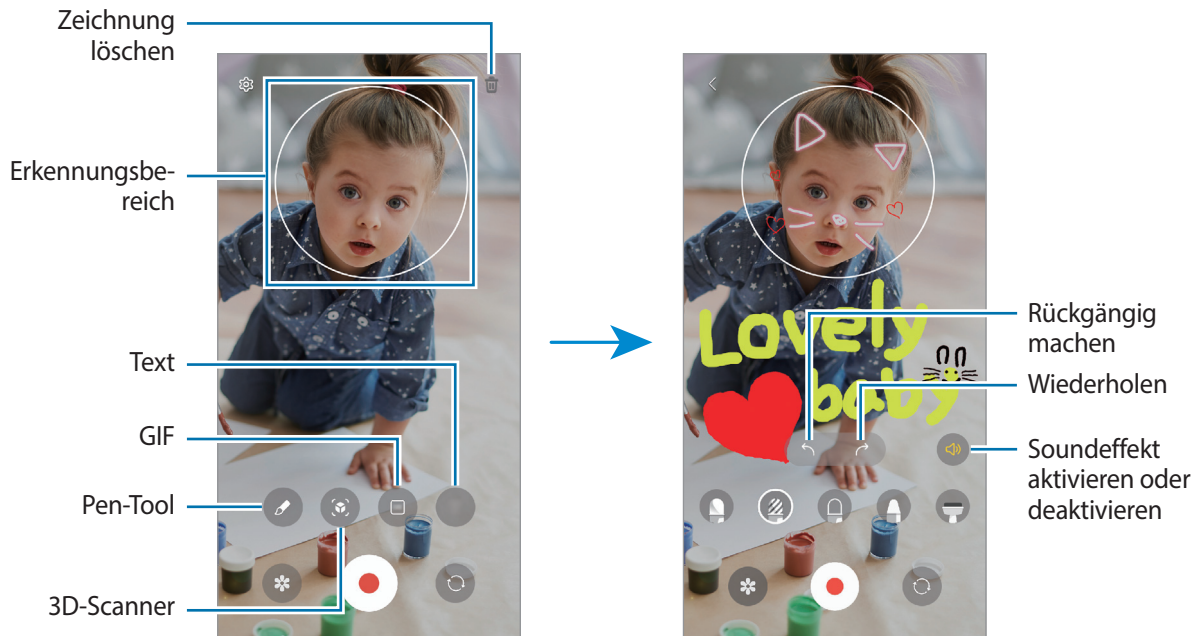 Zeichnung
löschen
Erkennungsbe-
reich
Text
GIF
Pen-Tool
3D-Scanner
Lovely
baby
Rückgängig
machen
Wiederholen
Soundeffekt
aktivieren oder
deaktivieren